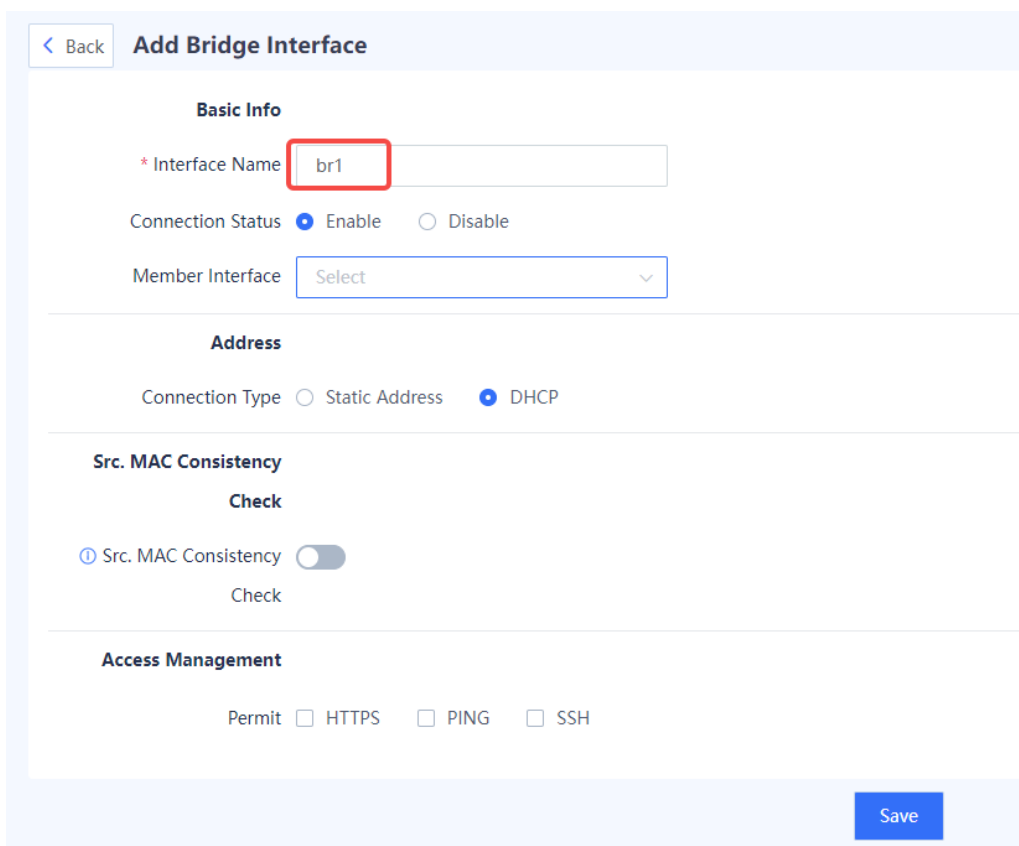 Back Add Bridge Interface
Basic Info
* Interface Name br1
Connection Status Enable Disable
Member Interface Select
Address
Connection Type Static Address DHCP
Src. MAC Consistency
Check
Src. MAC Consistency
Check
Access Management
Permit HTTPS PING SSH
Save